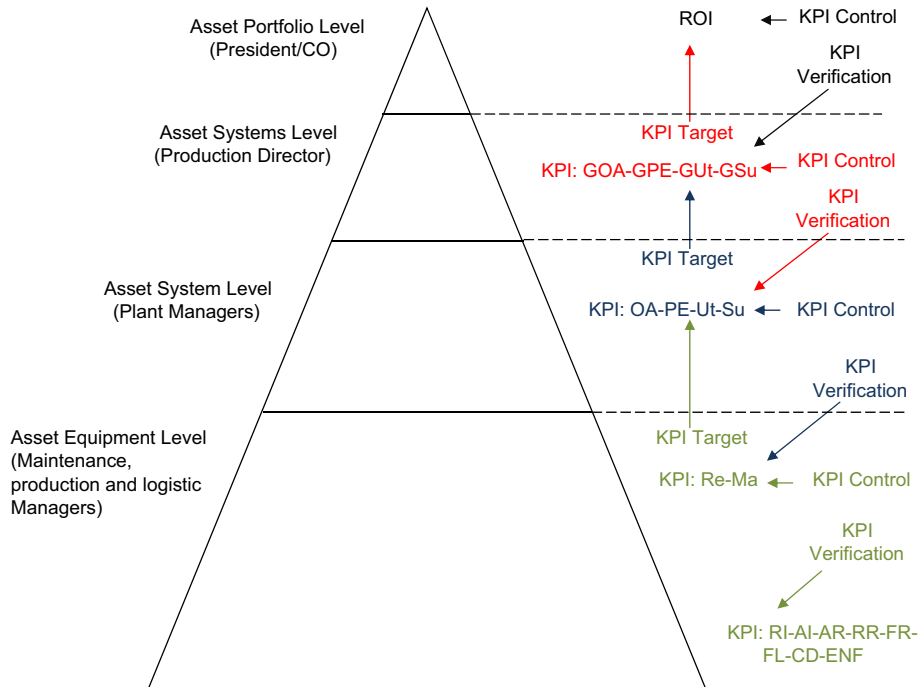 Asset Portfolio Level
(President/CO)
ROI
KPI Control
KPI
Verification
Asset Systems Level
(Production Director)
KPI Target
KPI: GOA-GPE-GUt-GSu
KPI Control
KPI
Verification
Asset System Level
(Plant Managers)
KPI Target
KPI: OA-PE-Ut-Su
KPI Control
KPI
Verification
Asset Equipment Level
(Maintenance,
production and logistic
Managers)
KPI Target
KPI: Re-Ma
KPI Control
KPI
Verification
KPI: RI-AI-AR-RR-FR-
FL-CD-ENF